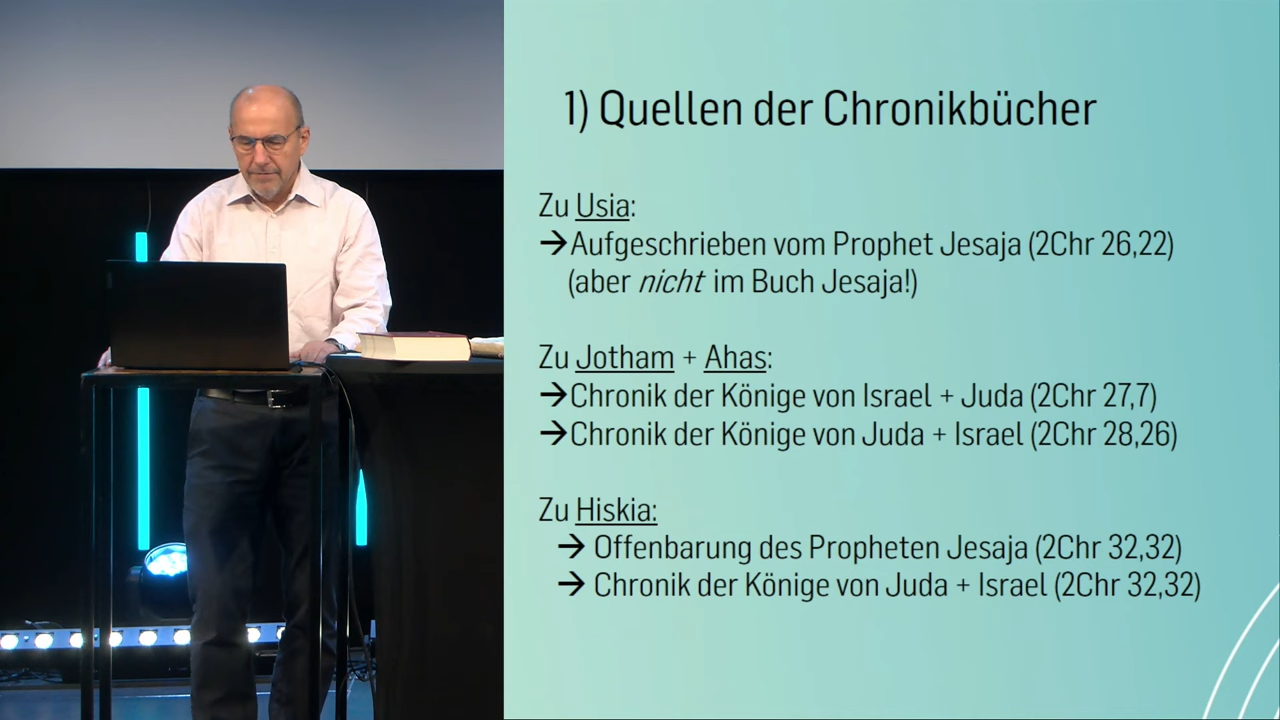 1) Quellen der Chronikbücher
Zu Usia:
→Aufgeschrieben vom Prophet Jesaja (2Chr 26,22)
(aber nicht im Buch Jesaja!)
Zu Jotham + Ahas:
→Chronik der Könige von Israel + Juda (2Chr 27,7)
→Chronik der Könige von Juda + Israel (2Chr 28,26)
Zu Hiskia:
→ Offenbarung des Propheten Jesaja (2Chr 32,32)
→ Chronik der Könige von Juda + Israel (2Chr 32,32)